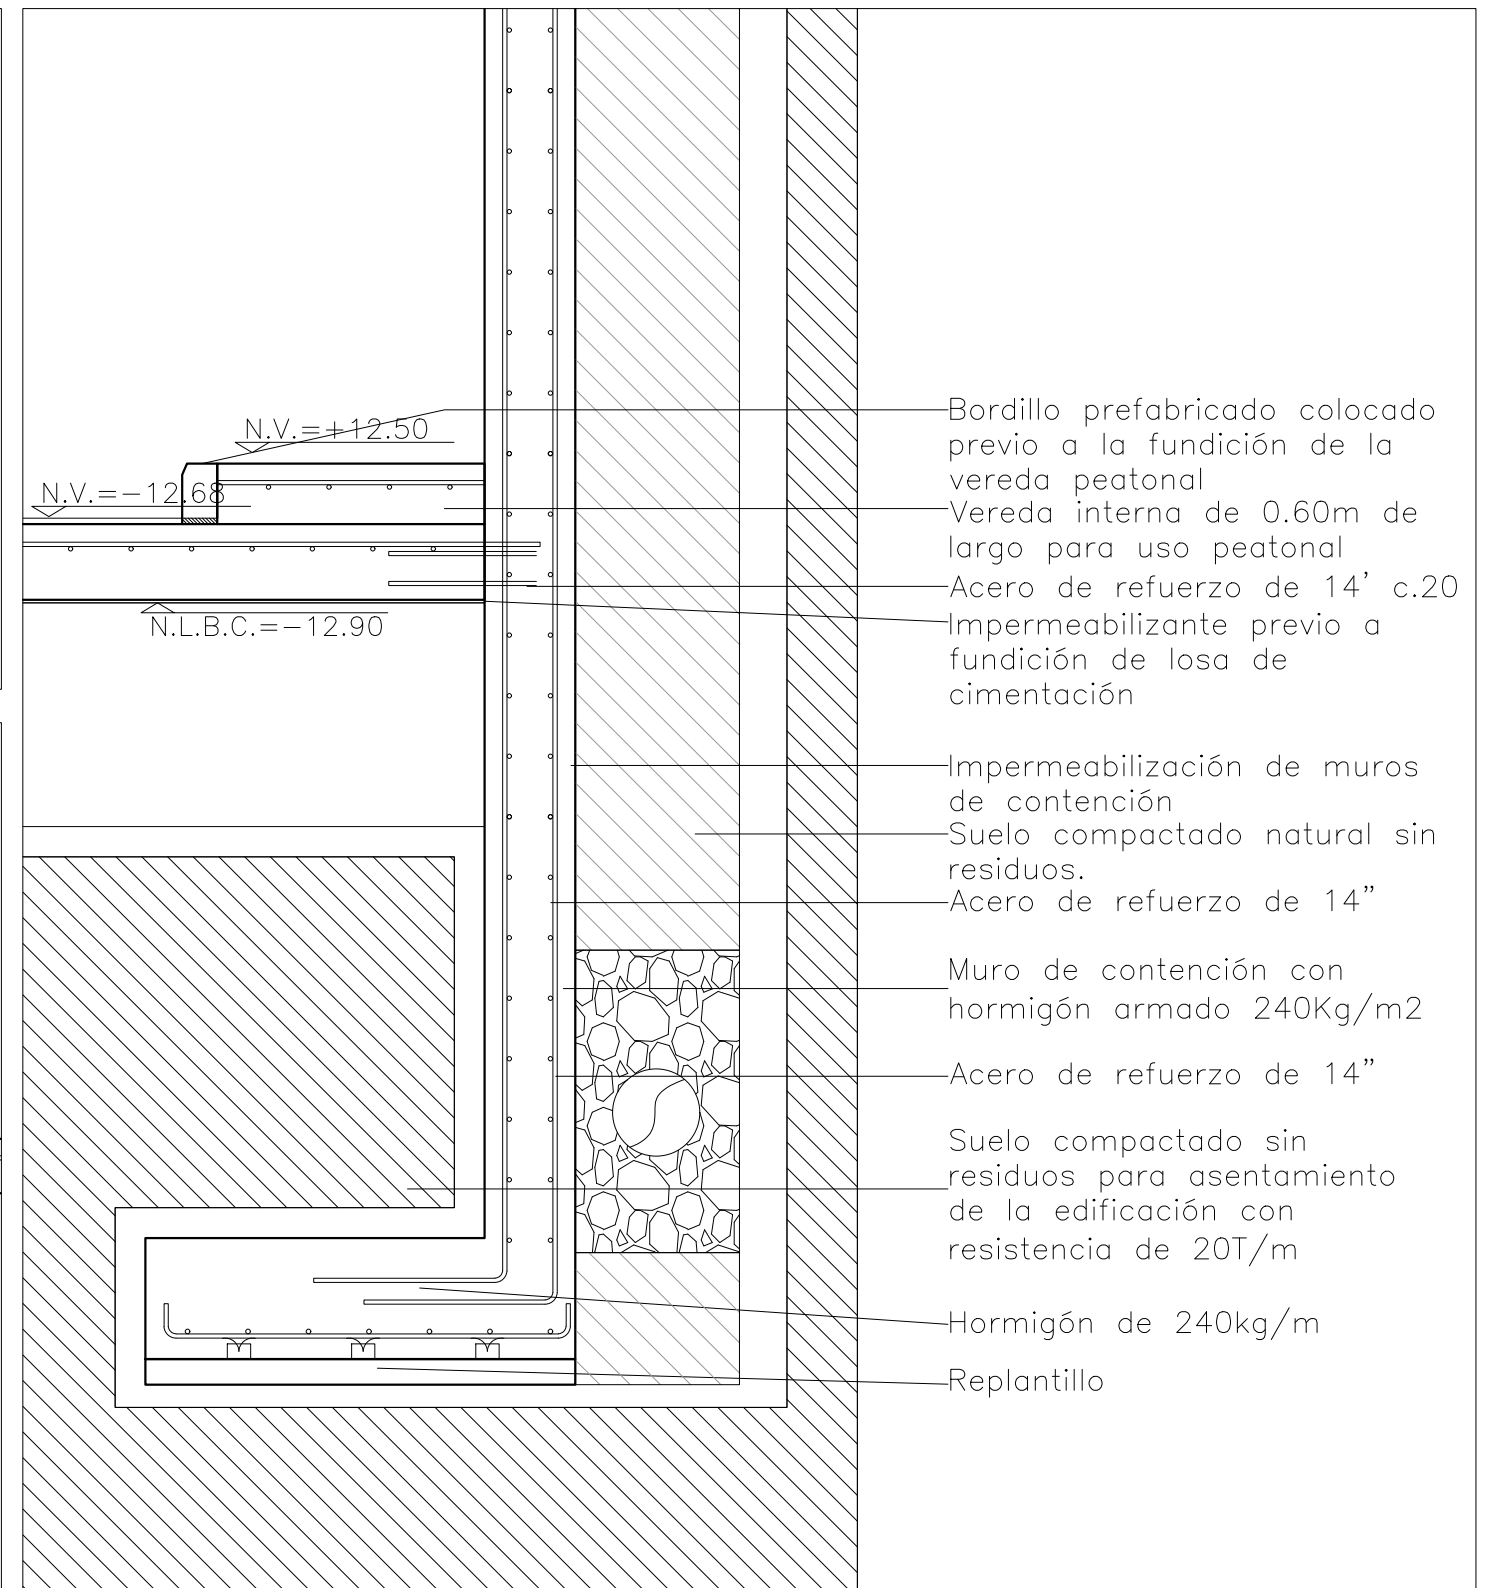 Bordillo prefabricado colocado
previo a la fundición de la
vereda peatonal
N.V.=+12.50
N.V.=-12.68
Vereda interna de 0.60m de
largo para uso peatonal
Acero de refuerzo de 14' c.20
Impermeabilizante previo a
fundición de losa de
cimentación
N.L.B.C.=-12.90
Impermeabilización de muros
de contención
Suelo compactado natural sin
residuos.
Acero de refuerzo de 14"
Muro de contención con
hormigón armado 240Kg/m2
Acero de refuerzo de 14"
Suelo compactado sin
residuos para asentamiento
de la edificación con
resistencia de 20T/m
Hormigón de 240kg/m
Replantillo